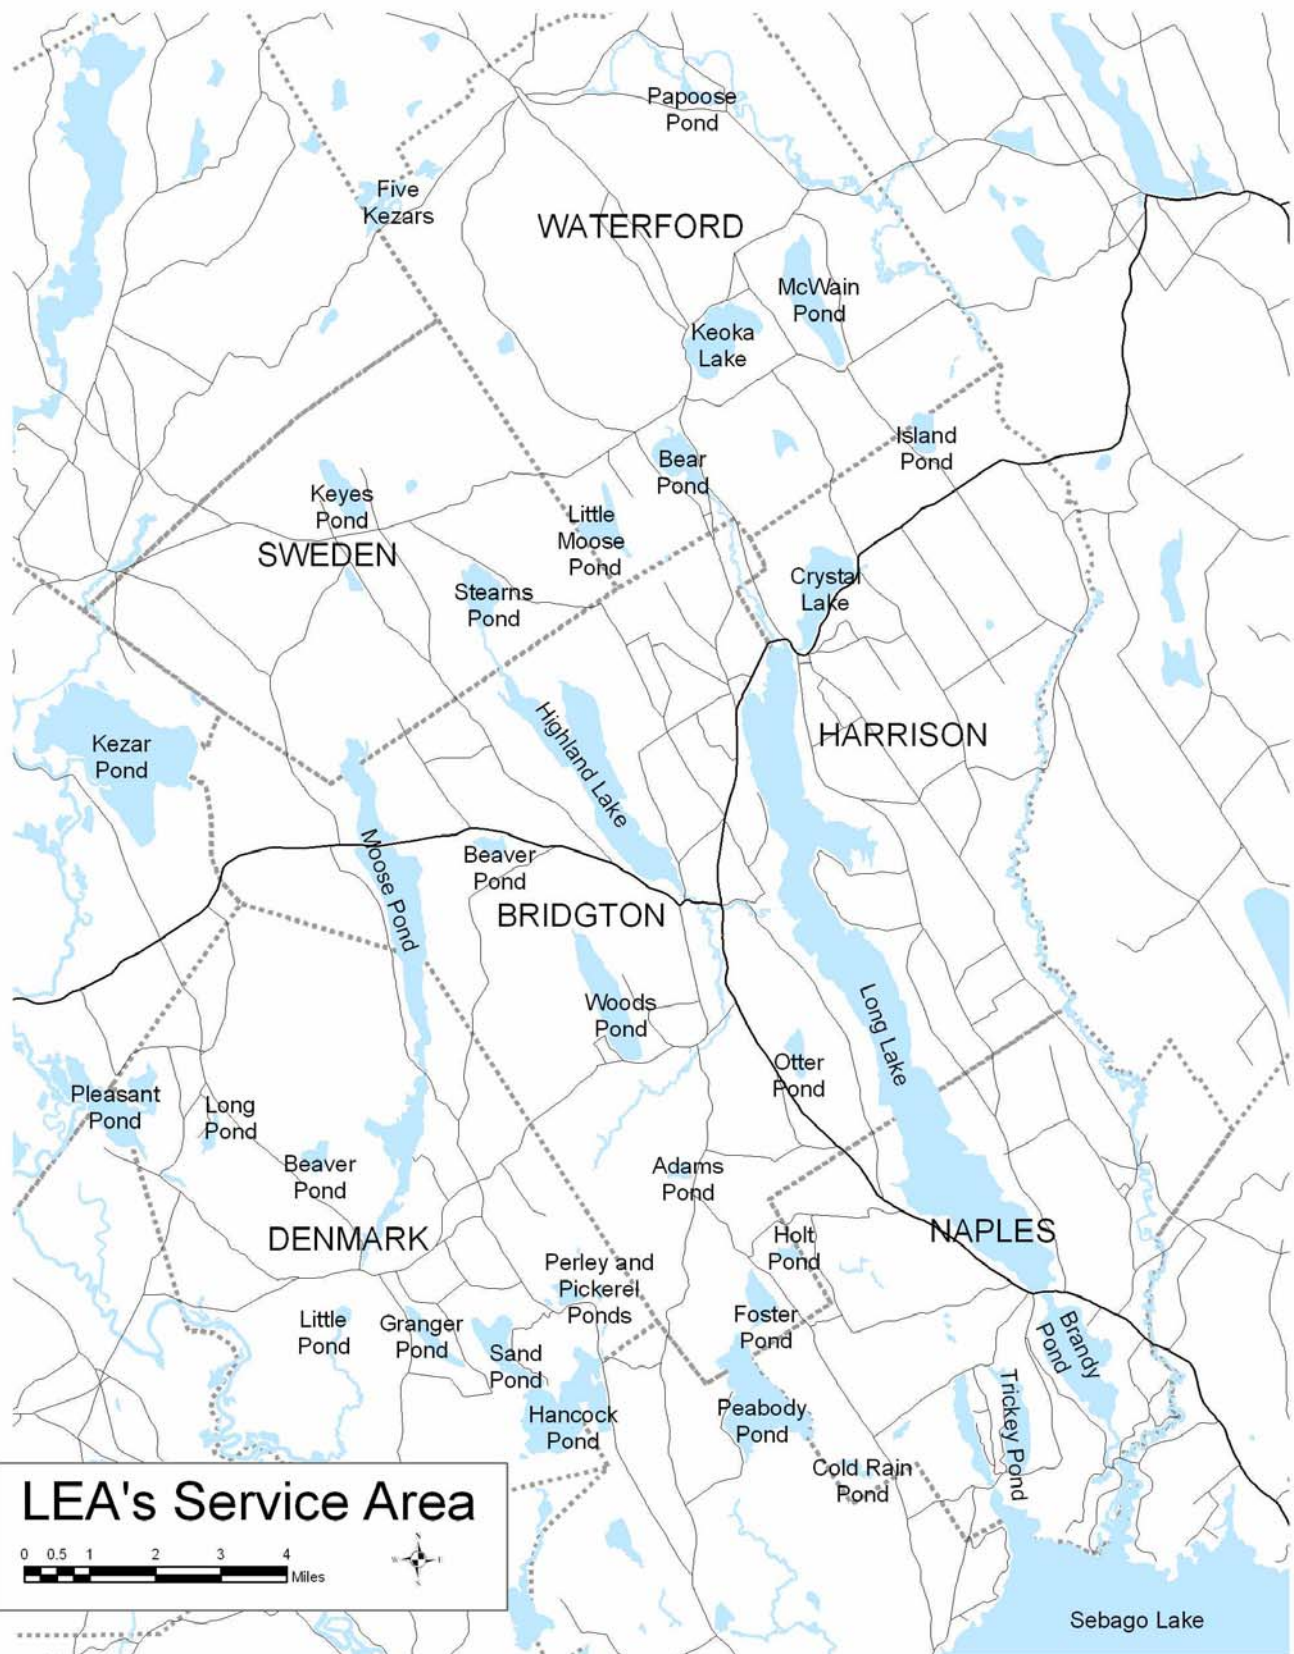 Papoose
Pond
Five
Kezars
WATERFORD
McWain
Pond
Keoka
Lake
Island
Pond
Bear
Pond
Keyes
Pond
Little
Moose
Pond
SWEDEN
Stearns
Pond
Crystal
Lake
Highland Lake
HARRISON
Kezar
Pond
Moose Pond
Beaver
Pond
BRIDGTON
Woods
Pond
Long Lake
Otter
Pond
Pleasant
Pond
Long
Pond
Beaver
Pond
Adams
Pond
DENMARK
NAPLES
Holt
Pond
Perley and
Pickerel
Ponds
Little
Pond
Granger
Pond
Sand
Pond
Foster
Pond
Brandy
Pond
Trickey Pond
Hancock
Pond
Peabody
Pond
Cold Rain
Pond
LEA's Service Area
0 0.5 1 2 3 4
Miles
N
W E
S
Sebago Lake